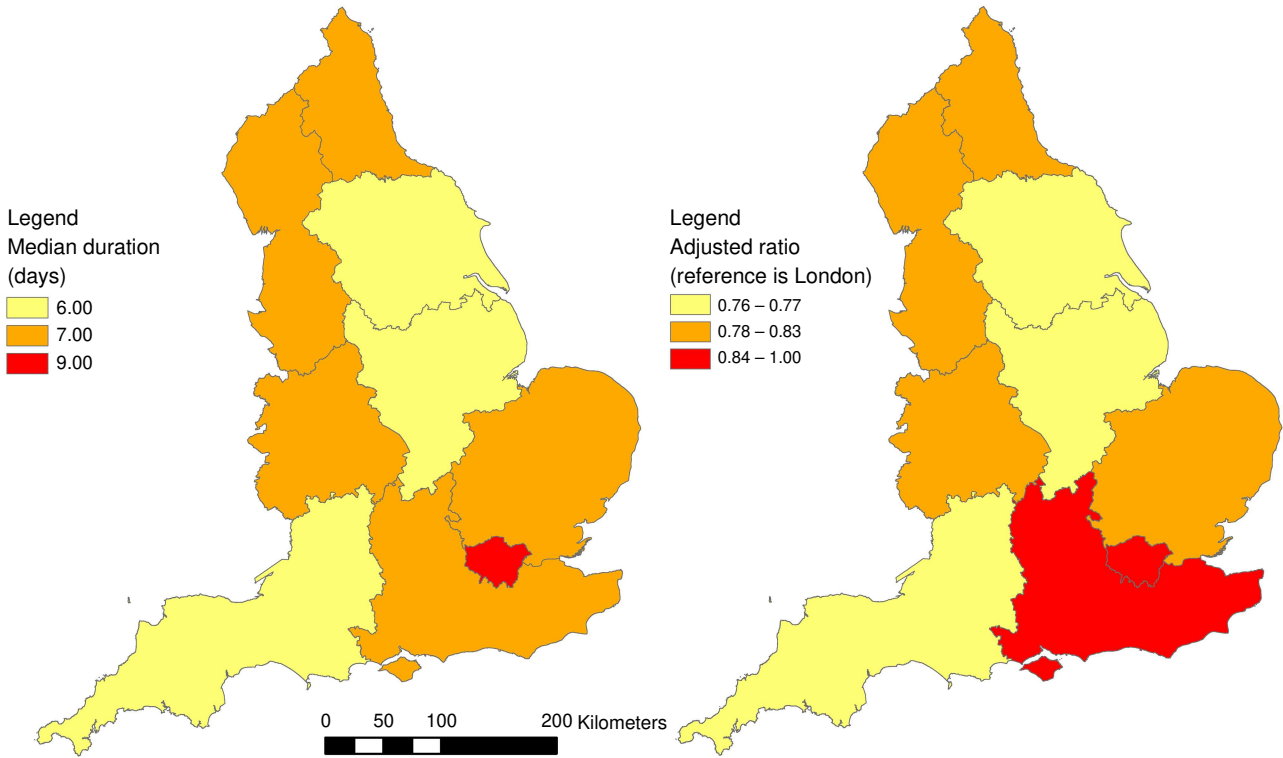 Legend
Median duration
(days)
6.00
7.00
9.00
0 50 100 200 Kilometers
Legend
Adjusted ratio
(reference is London)
0.76 – 0.77
0.78 – 0.83
0.84 – 1.00